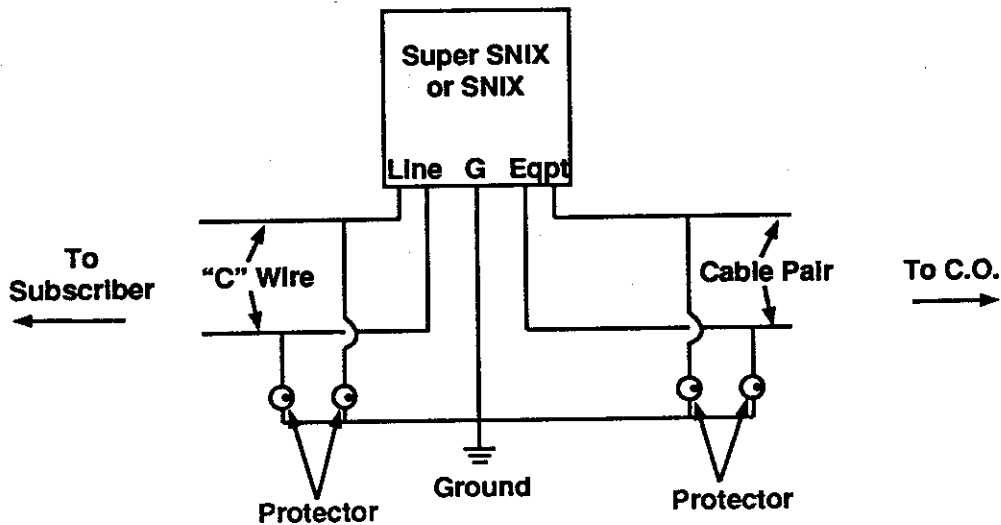 Super SNIX
or SNIX
Line G Eqpt
To
Subscriber
"C" Wire
Cable Pair
To C.O.
Ground
Protector
Protector